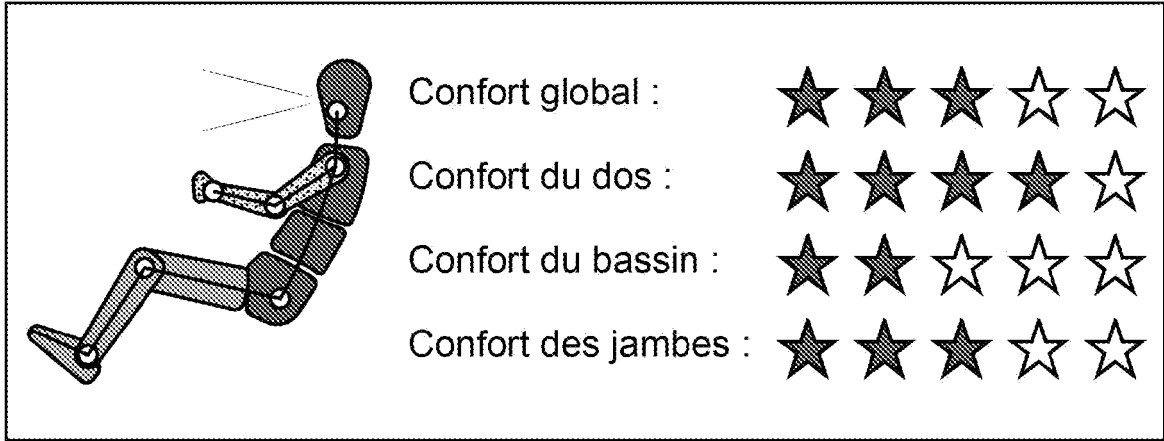 Confort global :
Confort du dos :
Confort du bassin :
Confort des jambes :